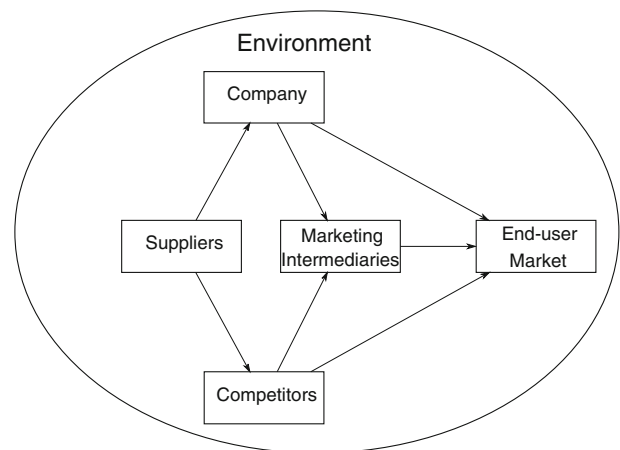 Environment
Company
Suppliers
Marketing
Intermediaries
End-user
Market
Competitors